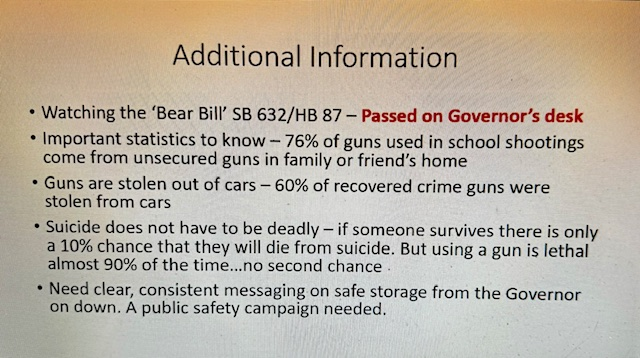 Additional Information
• Watching the ‘Bear Bill’ SB 632/HB 87 – Passed on Governor’s desk
• Important statistics to know – 76% of guns used in school shootings
come from unsecured guns in family or friend’s home
• Guns are stolen out of cars – 60% of recovered crime guns were
stolen from cars
• Suicide does not have to be deadly – if someone survives there is only
a 10% chance that they will die from suicide. But using a gun is lethal
almost 90% of the time...no second chance .
• Need clear, consistent messaging on safe storage from the Governor
on down. A public safety campaign needed.